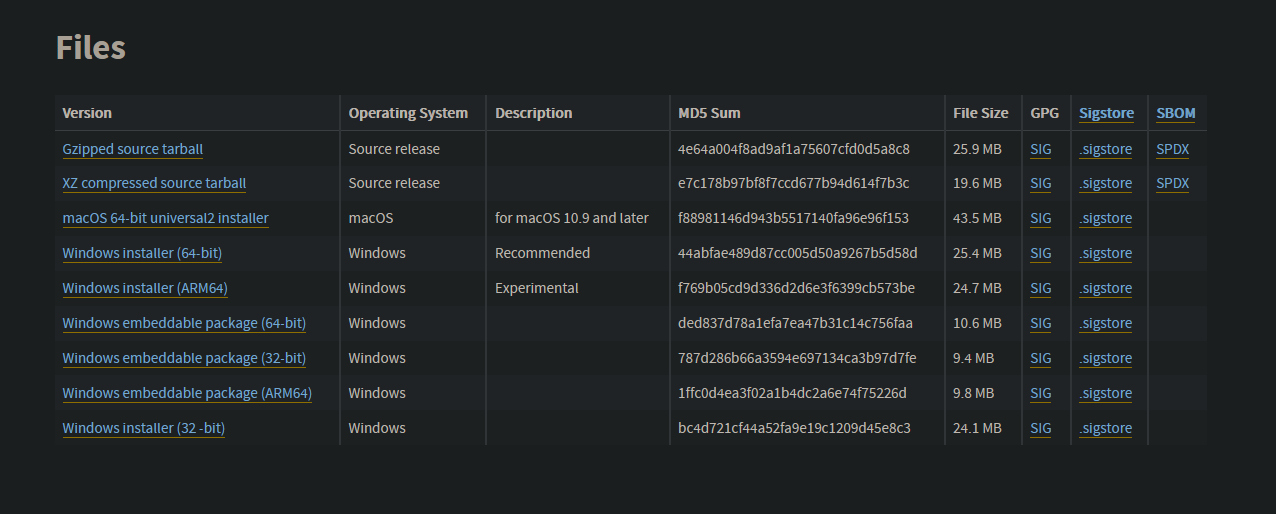 Files
Version Operating System Description MD5 Sum File Size GPG Sigstore SBOM
Gzipped source tarball Source release 4e64a004f8ad9af1a75607cfd0d5a8c8 25.9 MB SIG .sigstore SPDX
XZ compressed source tarball Source release e7c178b97bf8f7ccd677b94d614f7b3c 19.6 MB SIG .sigstore SPDX
macOS 64-bit universal2 installer macOS for macOS 10.9 and later f88981146d943b5517140fa96e96f153 43.5 MB SIG .sigstore
Windows installer (64-bit) Windows Recommended 44abfae489d87cc005d50a9267b5d58d 25.4 MB SIG .sigstore
Windows installer (ARM64) Windows Experimental f769b05cd9d336d2d6e3f6399cb573be 24.7 MB SIG .sigstore
Windows embeddable package (64-bit) Windows ded837d78a1efa7ea47b31c14c756faa 10.6 MB SIG .sigstore
Windows embeddable package (32-bit) Windows 787d286b66a3594e697134ca3b97d7fe 9.4 MB SIG .sigstore
Windows embeddable package (ARM64) Windows 1ffc0d4ea3f02a1b4dc2a6e74f75226d 9.8 MB SIG .sigstore
Windows installer (32 -bit) Windows bc4d721cf44a52fa9e19c1209d45e8c3 24.1 MB SIG .sigstore